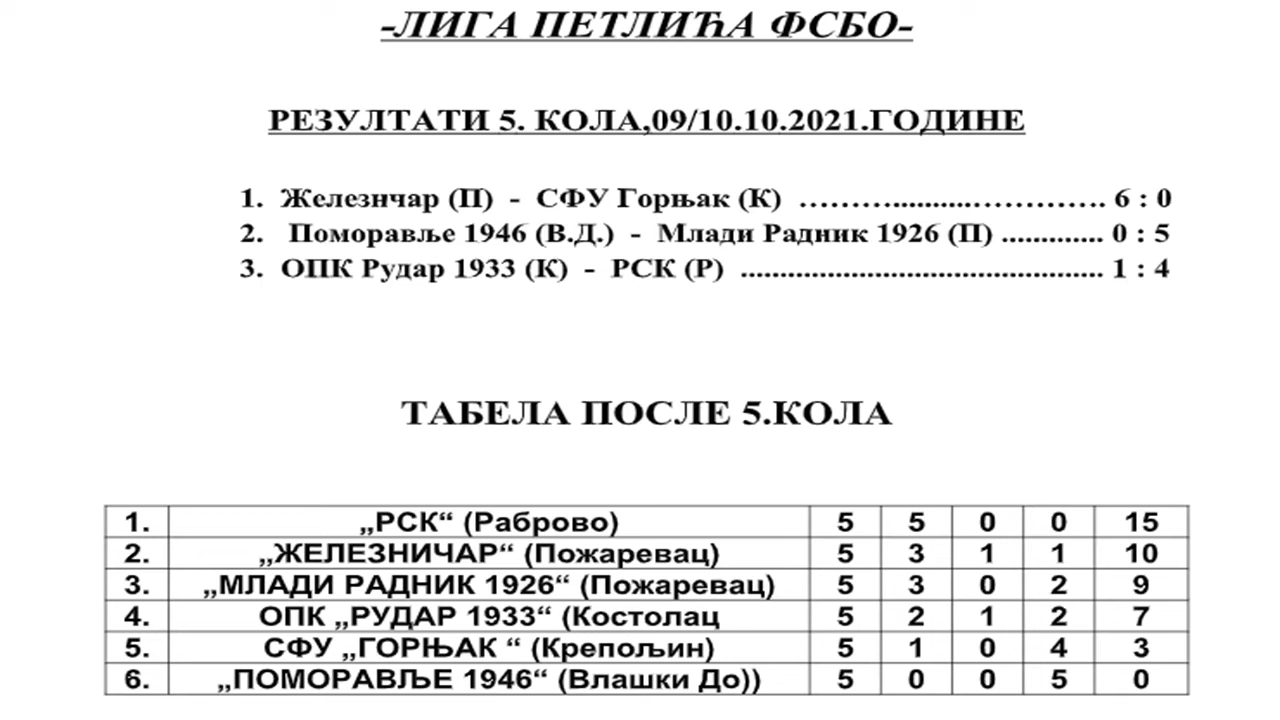 -ЛИГА ПЕТЛИЋА ФСБО-
РЕЗУЛТАТИ 5. КОЛА,09/10.10.2021.ГОДИНЕ
1. Железнчар (П) - СФУ Горњак (К) ………..........…………. 6 : 0
2. Поморавље 1946 (В.Д.) - Млади Радник 1926 (П) ............. 0 : 5
3. ОПК Рудар 1933 (К) - РСК (Р) .............................................. 1 : 4
ТАБЕЛА ПОСЛЕ 5.КОЛА
1. „РСК“ (Раброво) 5 5 0 0 15
2. „ЖЕЛЕЗНИЧАР“ (Пожаревац) 5 3 1 1 10
3. „МЛАДИ РАДНИК 1926“ (Пожаревац) 5 3 0 2 9
4. ОПК „РУДАР 1933“ (Костолац 5 2 1 2 7
5. СФУ „ГОРЊАК “ (Крепољин) 5 1 0 4 3
6. „ПОМОРАВЉЕ 1946“ (Влашки До)) 5 0 0 5 0